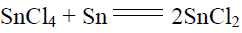 SnCl₄ + Sn ═══ 2SnCl₂